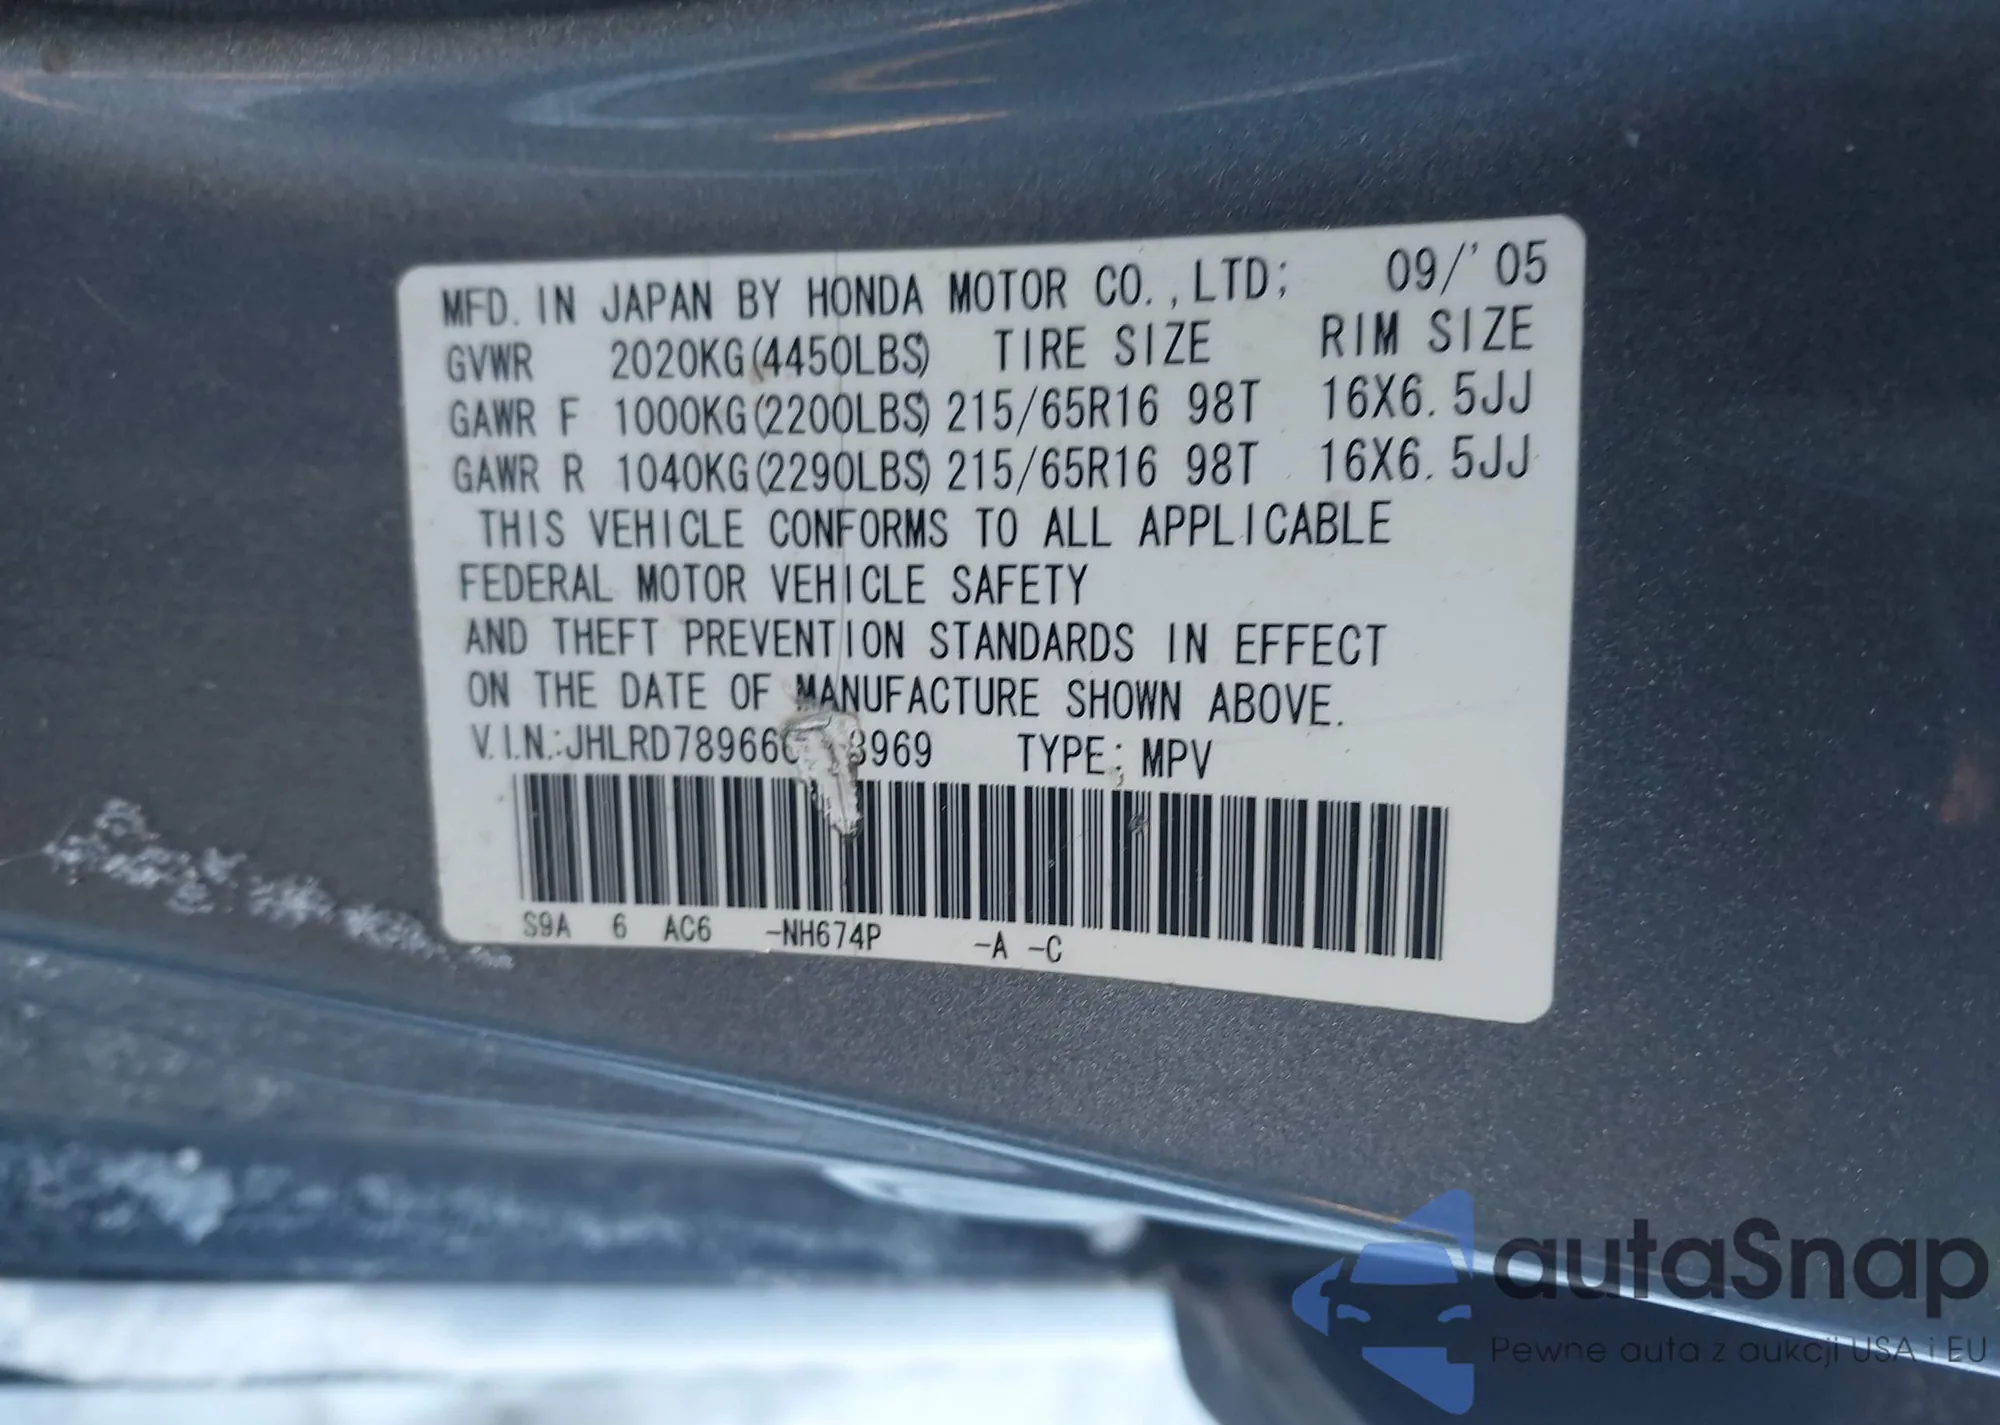 MFD. IN JAPAN BY HONDA MOTOR CO.,LTD; 09/'05
GVWR 2020KG(4450LBS) TIRE SIZE RIM SIZE
GAWR F 1000KG(2200LBS) 215/65R16 98T 16X6.5JJ
GAWR R 1040KG(2290LBS) 215/65R16 98T 16X6.5JJ
THIS VEHICLE CONFORMS TO ALL APPLICABLE
FEDERAL MOTOR VEHICLE SAFETY
AND THEFT PREVENTION STANDARDS IN EFFECT
ON THE DATE OF MANUFACTURE SHOWN ABOVE.
V.I.N.: TYPE: MPV
S9A 6 AC6 -NH674P -A -C
autaSnap
Pewne auta z aukcji USA i EU